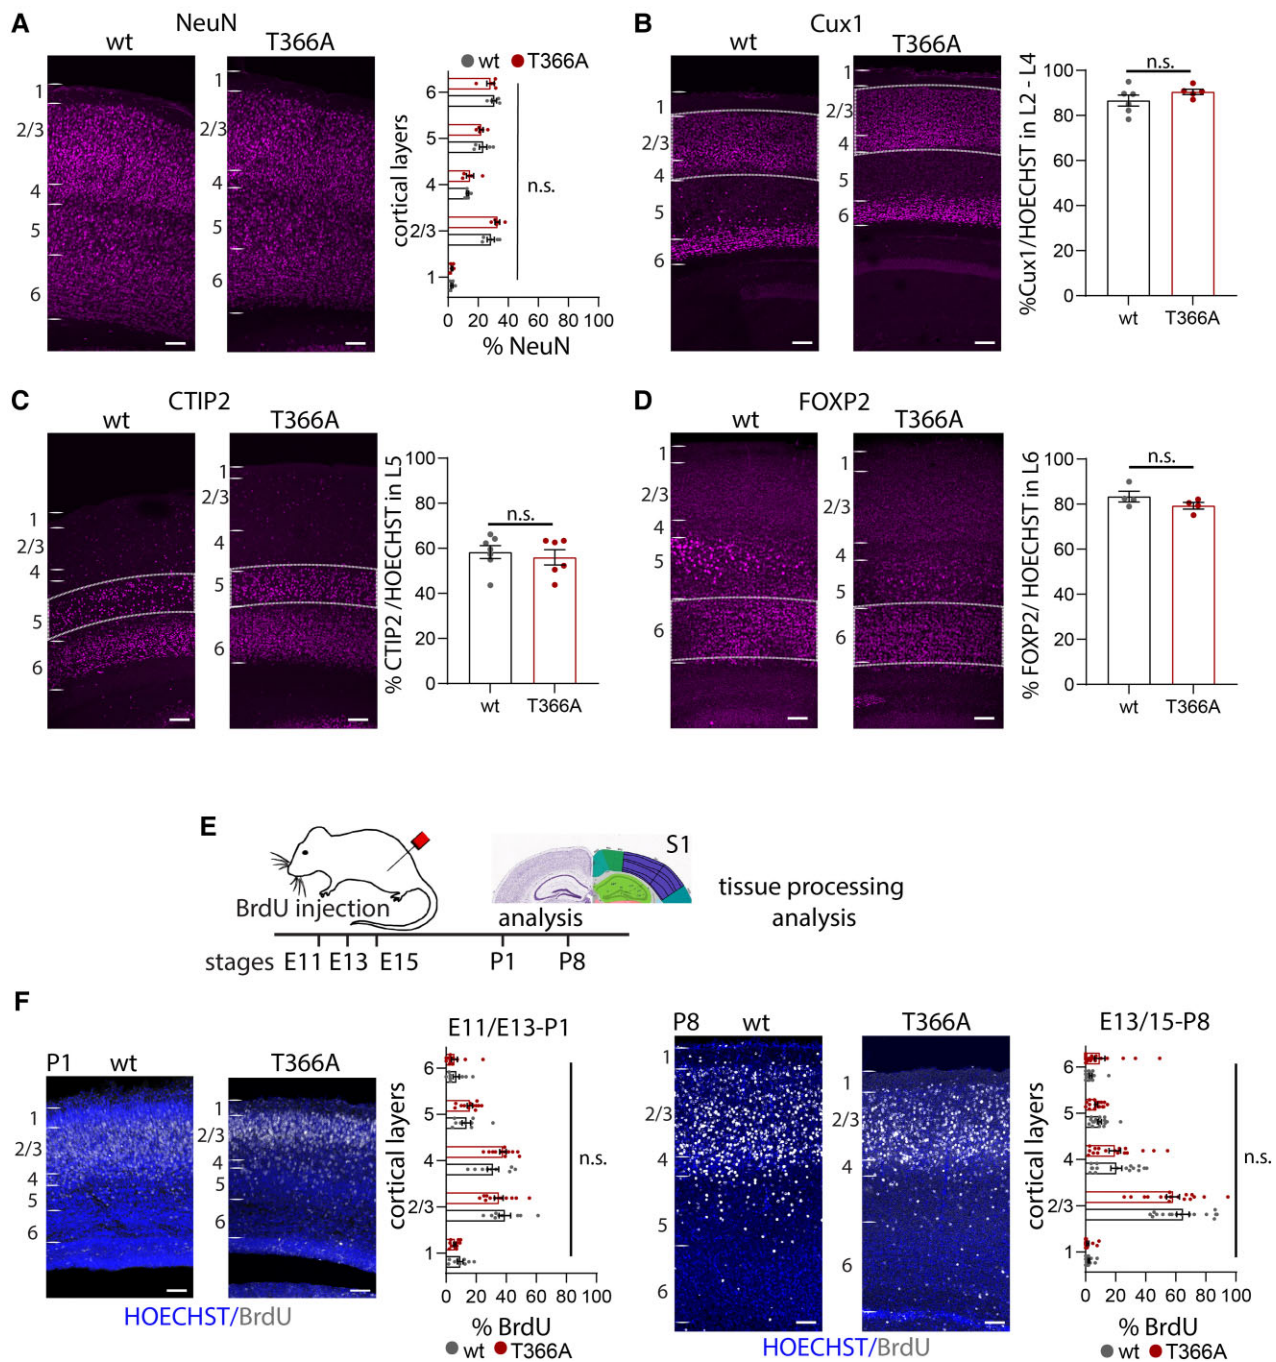 A
NeuN
wt
T366A
1
2/3
4
5
6
1
2/3
4
5
6
wt T366A
cortical layers
6
5
4
2/3
1
n.s.
0 20 40 60 80 100
% NeuN
B
Cux1
wt
T366A
1
2/3
4
5
6
1
2/3
4
5
6
%Cux1/HOECHST in L2 - L4
100
80
60
40
20
0
n.s.
wt T366A
C
CTIP2
wt
T366A
1
2/3
4
5
6
1
2/3
4
5
6
% CTIP2 /HOECHST in L5
100
80
60
40
20
0
n.s.
wt T366A
D
FOXP2
wt
T366A
1
2/3
4
5
6
1
2/3
4
5
6
% FOXP2/ HOECHST in L6
100
80
60
40
20
0
n.s.
wt T366A
E
BrdU injection
S1
analysis
tissue processing
analysis
stages E11 E13 E15 P1 P8
F
P1 wt
T366A
1
2/3
4
5
6
1
2/3
4
5
6
HOECHST/BrdU
E11/E13-P1
cortical layers
6
5
4
2/3
1
n.s.
0 20 40 60 80 100
% BrdU
wt T366A
P8 wt
T366A
1
2/3
4
5
6
1
2/3
4
5
6
HOECHST/BrdU
E13/15-P8
cortical layers
6
5
4
2/3
1
n.s.
0 20 40 60 80 100
% BrdU
wt T366A